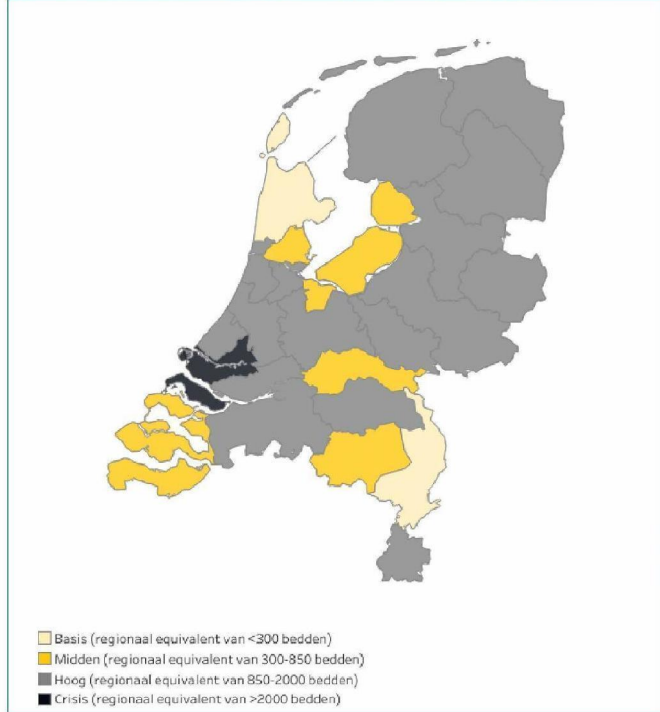 Basis (regionaal equivalent van <300 bedden)
Midden (regionaal equivalent van 300-850 bedden)
Hoog (regionaal equivalent van 850-2000 bedden)
Crisis (regionaal equivalent van >2000 bedden)